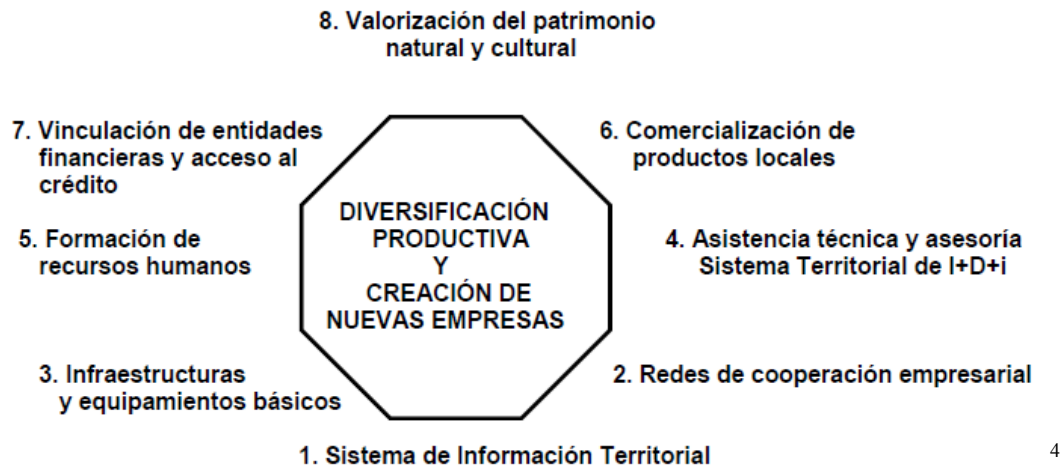 8. Valorización del patrimonio
natural y cultural
7. Vinculación de entidades
financieras y acceso al
crédito
6. Comercialización de
productos locales
DIVERSIFICACIÓN
PRODUCTIVA
Y
CREACIÓN DE
NUEVAS EMPRESAS
5. Formación de
recursos humanos
4. Asistencia técnica y asesoría
Sistema Territorial de I+D+i
3. Infraestructuras
y equipamientos básicos
2. Redes de cooperación empresarial
1. Sistema de Información Territorial
4